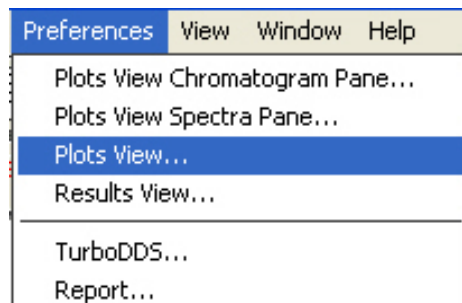 Preferences View Window Help
Plots View Chromatogram Pane...
Plots View Spectra Pane...
Plots View...
Results View...
TurboDDS...
Report...